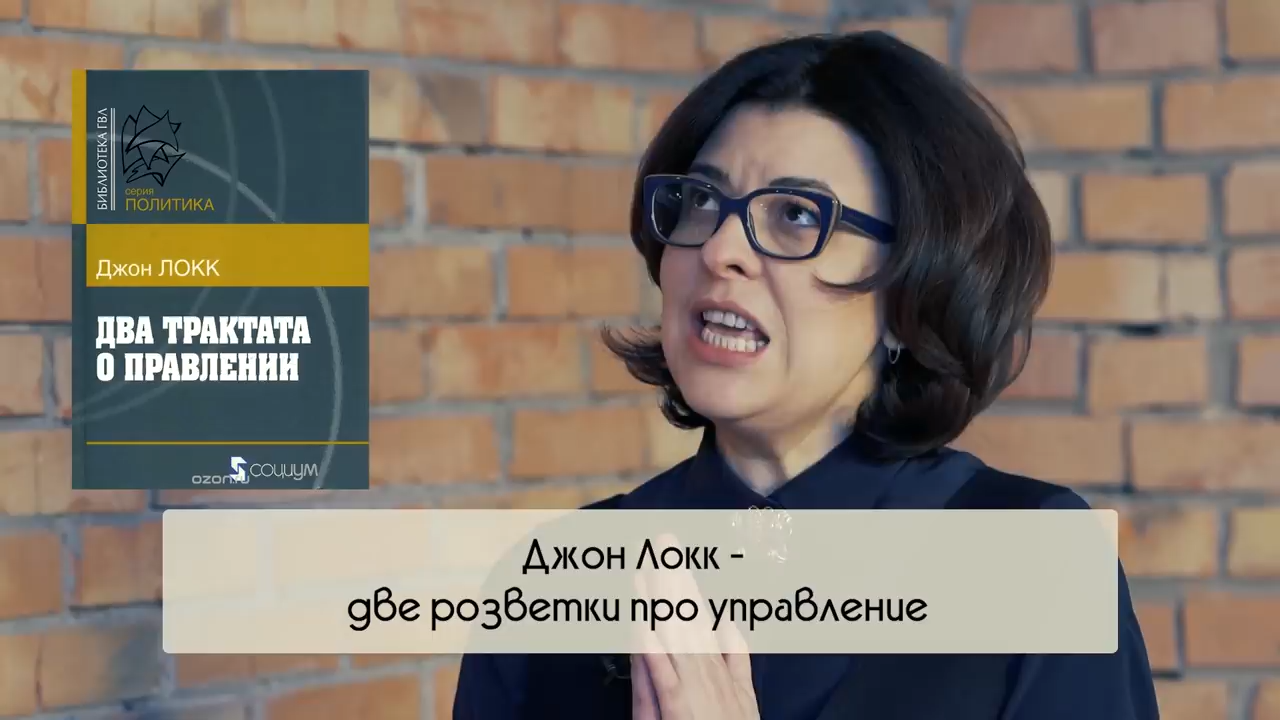 БИБЛИОТЕКА ГВЛ
серия
ПОЛИТИКА
Джон ЛОКК
ДВА ТРАКТАТА
О ПРАВЛЕНИИ
социум
ozon.ru
Джон Локк -
две розветки про управление